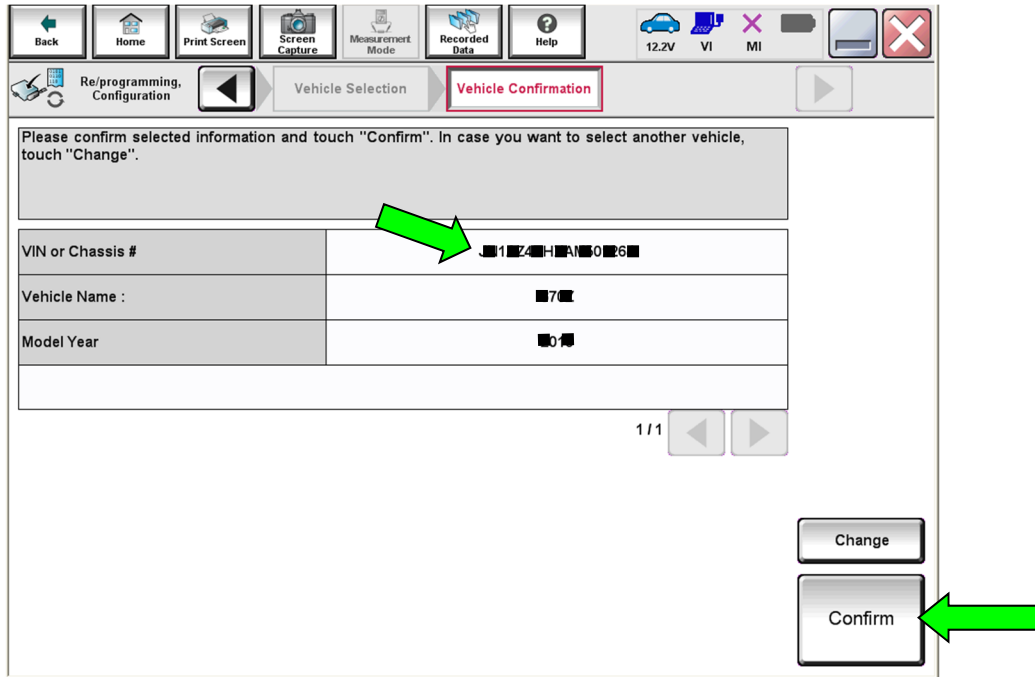 Back
Home
Print Screen
Screen
Capture
Measurement
Mode
Recorded
Data
Help
12.2V
VI
MI
Re/programming,
Configuration
Vehicle Selection
Vehicle Confirmation
Please confirm selected information and touch "Confirm". In case you want to select another vehicle,
touch "Change".
VIN or Chassis #
Vehicle Name :
Model Year
1 / 1
Change
Confirm